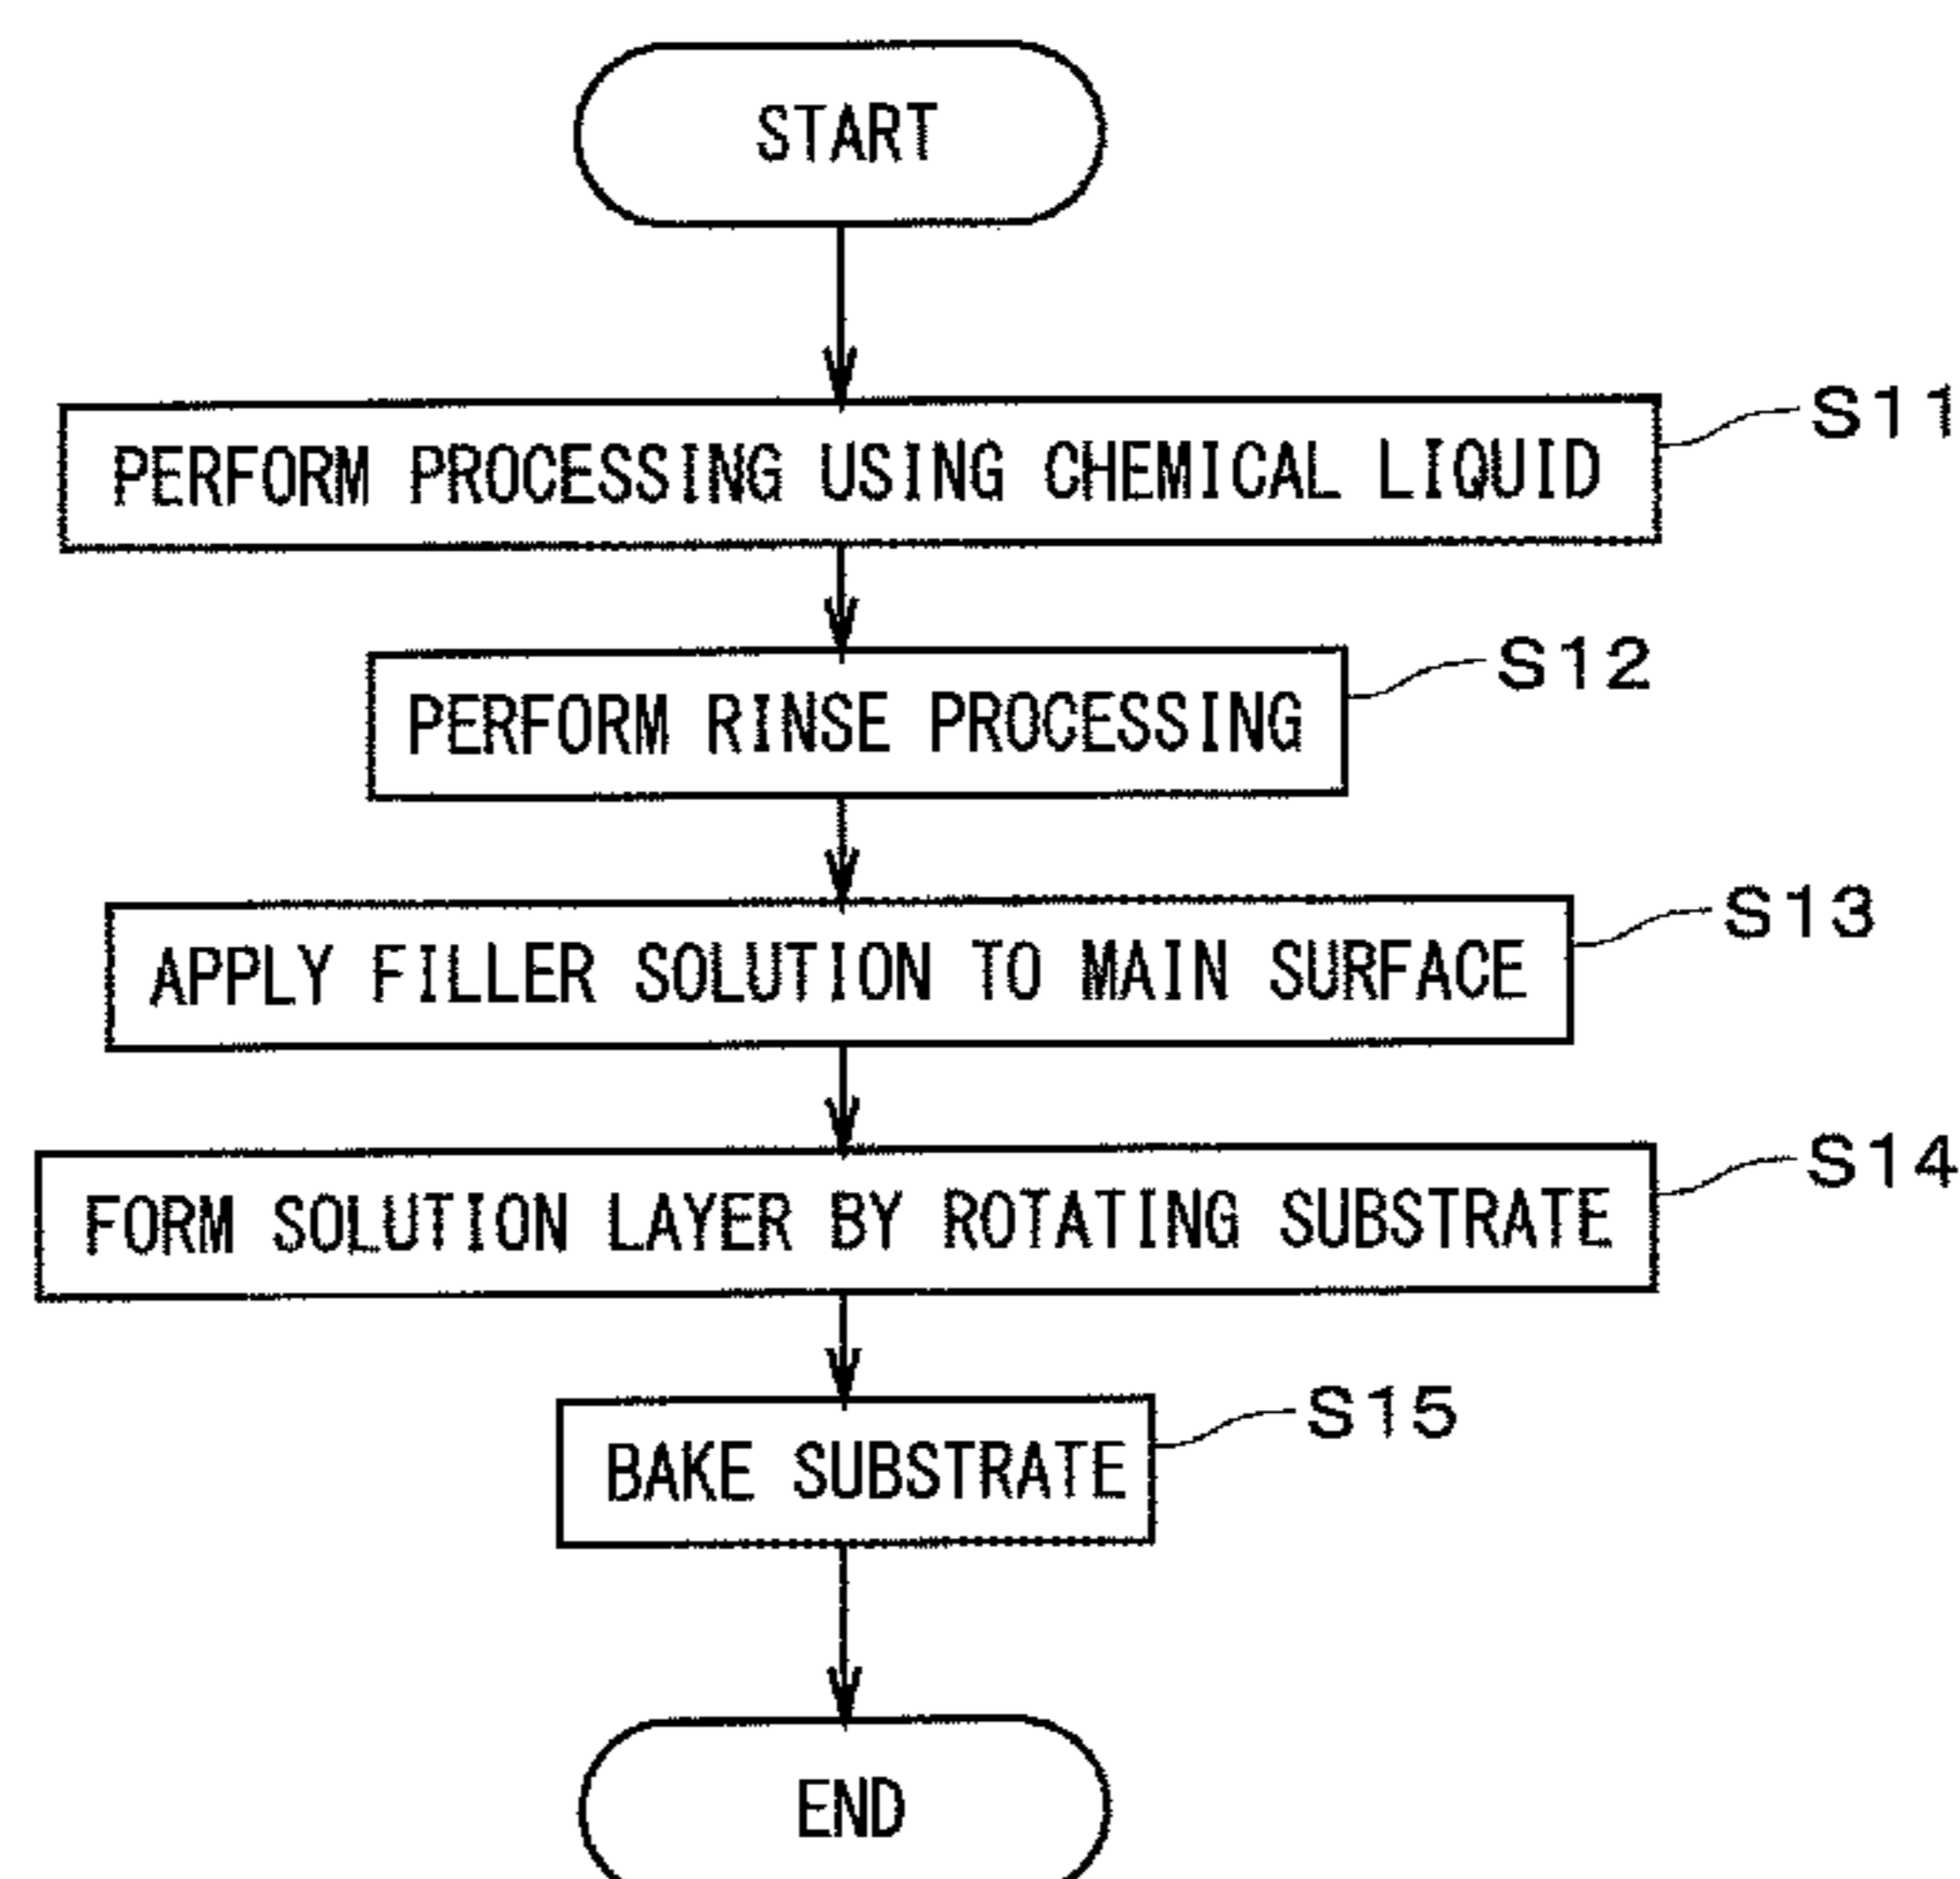 START
PERFORM PROCESSING USING CHEMICAL LIQUID S11
PERFORM RINSE PROCESSING S12
APPLY FILLER SOLUTION TO MAIN SURFACE S13
FORM SOLUTION LAYER BY ROTATING SUBSTRATE S14
BAKE SUBSTRATE S15
END